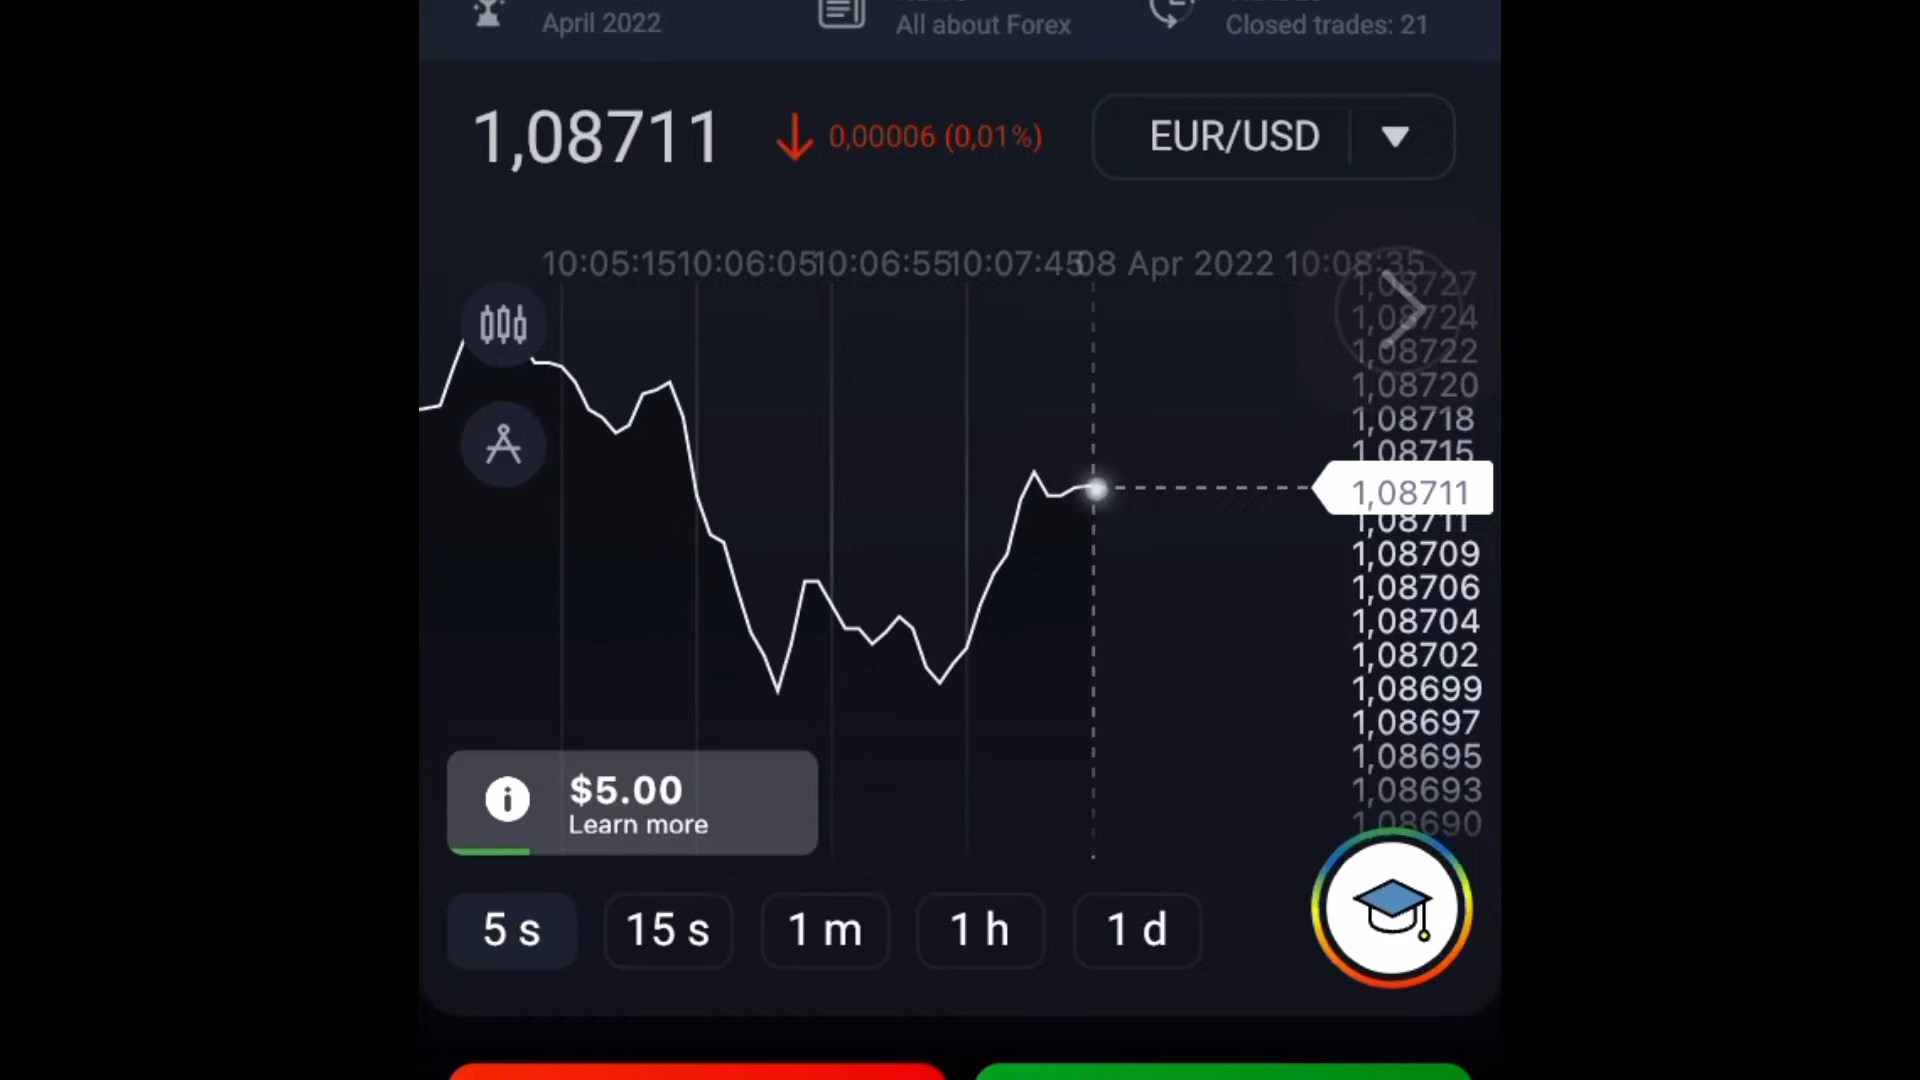 April 2022
All about Forex
Closed trades: 21
1,08711
0,00006 (0,01%)
EUR/USD
10:05:15
10:06:05
10:06:55
10:07:45
08 Apr 2022 10:08:35
1,08727
1,08724
1,08722
1,08720
1,08718
1,08715
1,08711
1,08711
1,08709
1,08706
1,08704
1,08702
1,08699
1,08697
1,08695
1,08693
1,08690
$5.00
Learn more
5 s
15 s
1 m
1 h
1 d